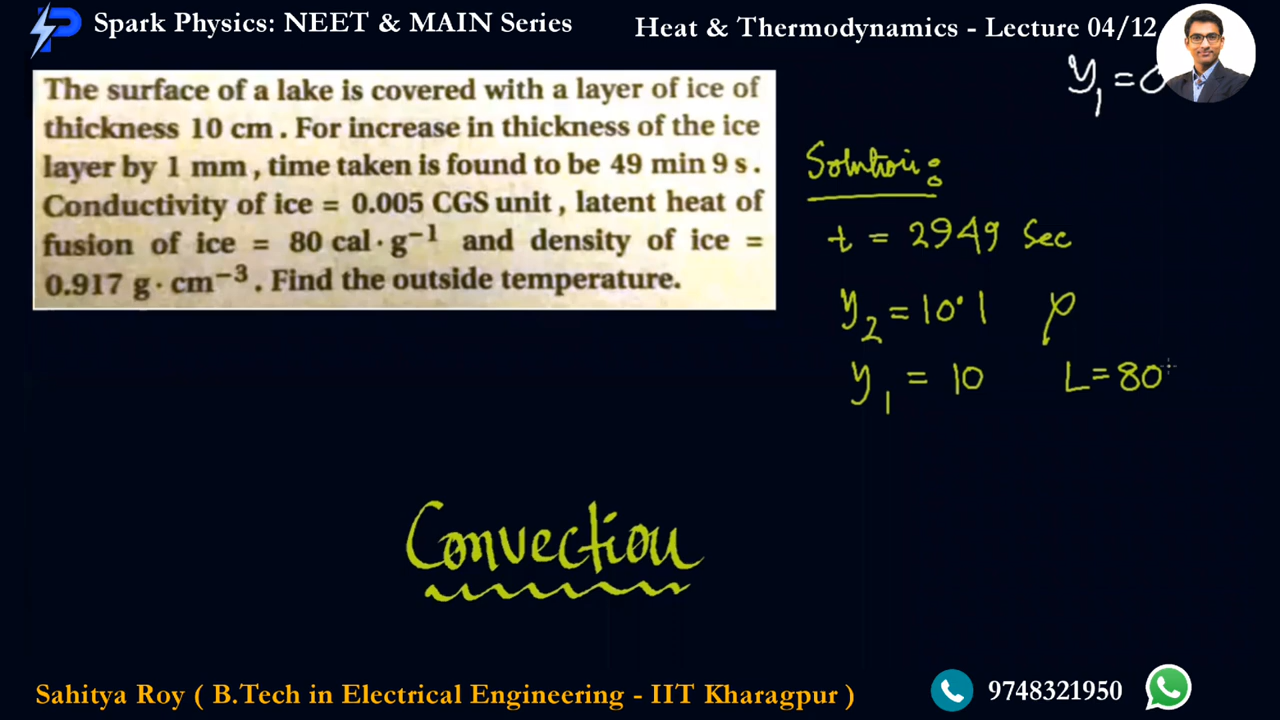 Spark Physics: NEET & MAIN Series
Heat & Thermodynamics - Lecture 04/12
The surface of a lake is covered with a layer of ice of
thickness 10 cm. For increase in thickness of the ice
layer by 1 mm, time taken is found to be 49 min 9 s.
Conductivity of ice = 0.005 CGS unit, latent heat of
fusion of ice = 80 cal·g⁻¹ and density of ice =
0.917 g·cm⁻³. Find the outside temperature.
y₁ =
Solution:
t = 2949 Sec
y₂ = 10.1 ρ
y₁ = 10 L = 80
Convection
Sahitya Roy ( B.Tech in Electrical Engineering - IIT Kharagpur )
9748321950